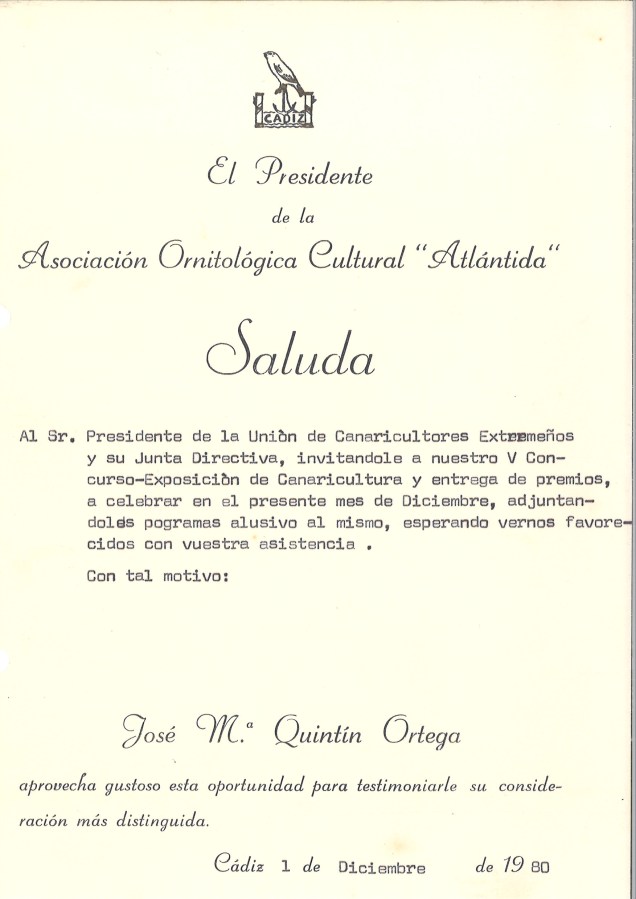 CADIZ
El Presidente
de la
Asociación Ornitológica Cultural "Atlántida"
Saluda
Al Sr. Presidente de la Uniòn de Canaricultores Extremeños
y su Junta Directiva, invitandole a nuestro V Con-
curso-Exposiciòn de Canaricultura y entrega de premios,
a celebrar en el presente mes de Diciembre, adjuntan-
doles pogramas alusivo al mismo, esperando vernos favore-
cidos con vuestra asistencia .
Con tal motivo:
José M.ª Quintín Ortega
aprovecha gustoso esta oportunidad para testimoniarle su conside-
ración más distinguida.
Cádiz 1 de Diciembre de 19 80